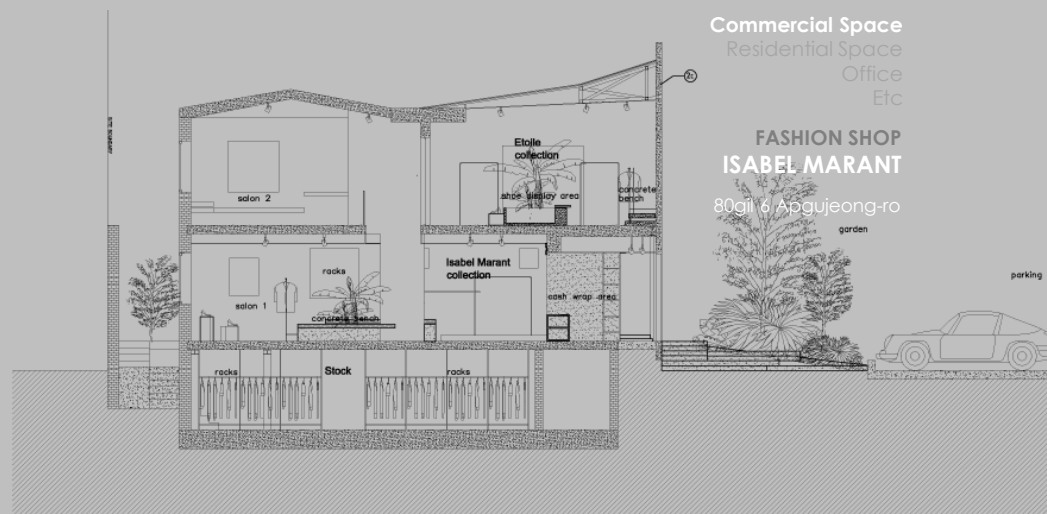 Commercial Space
Residential Space
Office
Etc
FASHION SHOP
ISABEL MARANT
80gil 6 Apgujeong-ro
2c
Etoile
collection
shoe display area
concrete
bench
salon 2
garden
Isabel Marant
collection
racks
parking
salon 1
cash wrap area
concrete bench
racks
Stock
racks